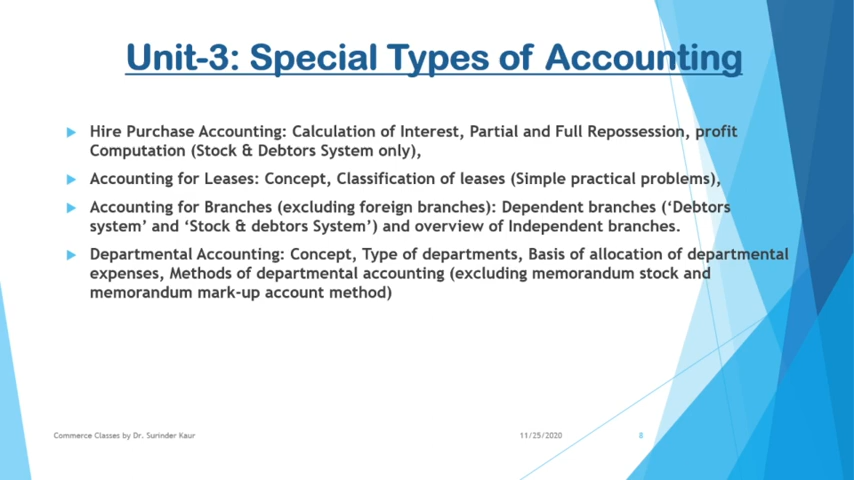 Unit-3: Special Types of Accounting
Hire Purchase Accounting: Calculation of Interest, Partial and Full Repossession, profit
Computation (Stock & Debtors System only),
Accounting for Leases: Concept, Classification of leases (Simple practical problems),
Accounting for Branches (excluding foreign branches): Dependent branches (‘Debtors
system’ and ‘Stock & debtors System’) and overview of Independent branches.
Departmental Accounting: Concept, Type of departments, Basis of allocation of departmental
expenses, Methods of departmental accounting (excluding memorandum stock and
memorandum mark-up account method)
Commerce Classes by Dr. Surinder Kaur
11/25/2020
8